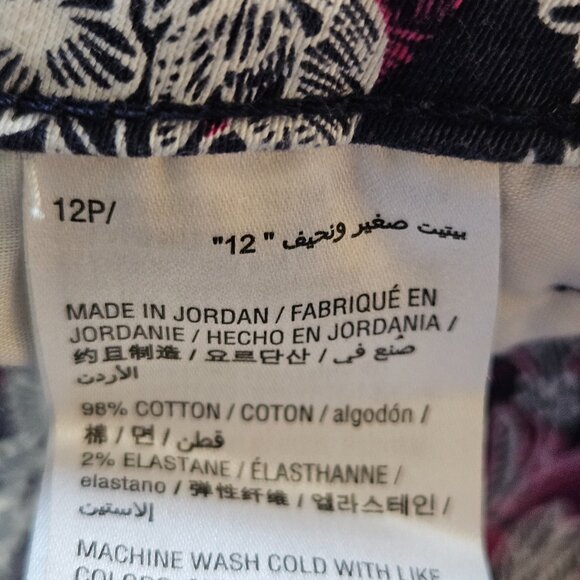 12P/
بيتيت صغير ونحيف " 12"
MADE IN JORDAN / FABRIQUÉ EN
JORDANIE / HECHO EN JORDANIA /
约旦制造 / 요르단산 / صنع في
الأردن
98% COTTON / COTON / algodón /
棉 / 면 / قطن /
2% ELASTANE / ÉLASTHANNE /
elastano / 弹性纤维 / 엘라스테인 /
الاستين
MACHINE WASH COLD WITH LIKE
COLORS